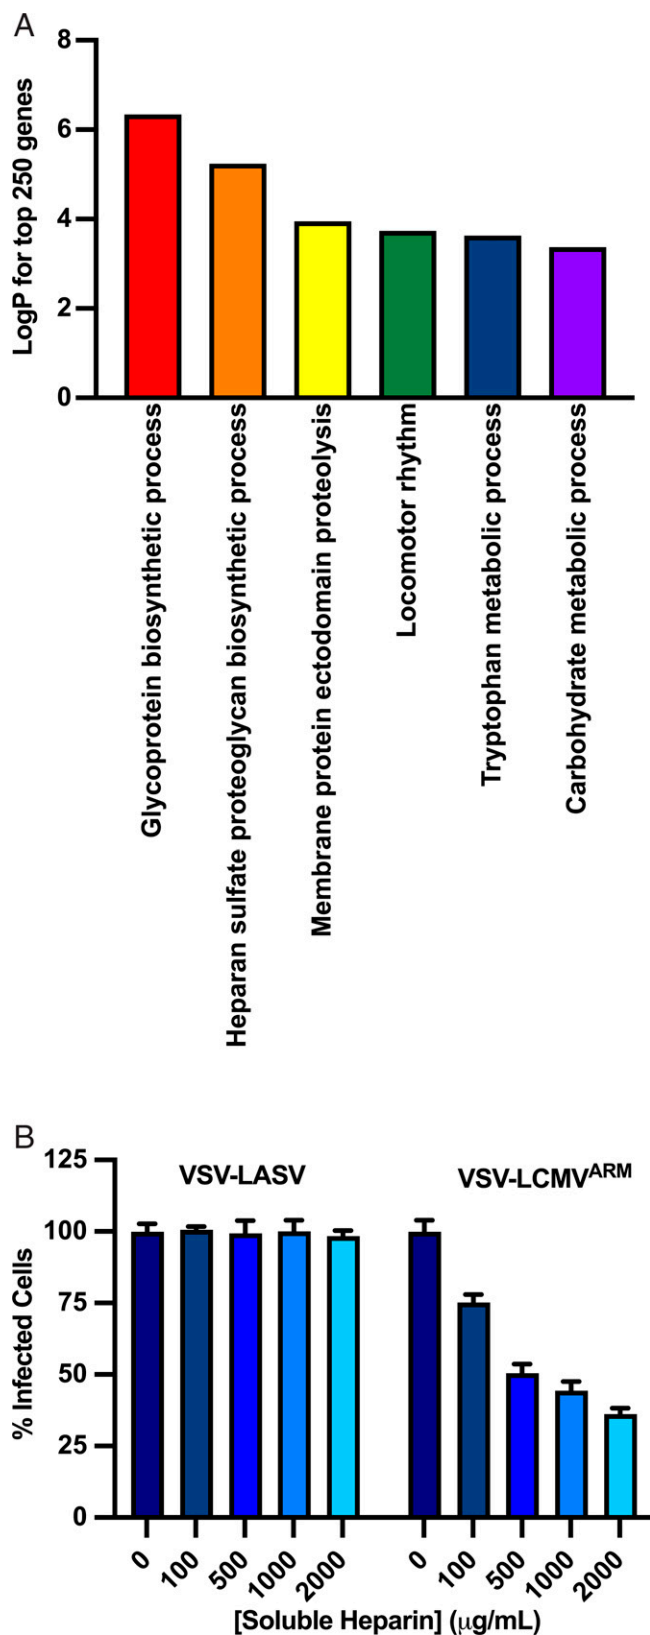 A
8
6
4
2
0
LogP for top 250 genes
Glycoprotein biosynthetic process
Heparan sulfate proteoglycan biosynthetic process
Membrane protein ectodomain proteolysis
Locomotor rhythm
Tryptophan metabolic process
Carbohydrate metabolic process
B
125
100
75
50
25
0
% Infected Cells
VSV-LASV
VSV-LCMV^ARM
0 100 500 1000 2000 0 100 500 1000 2000
[Soluble Heparin] (μg/mL)